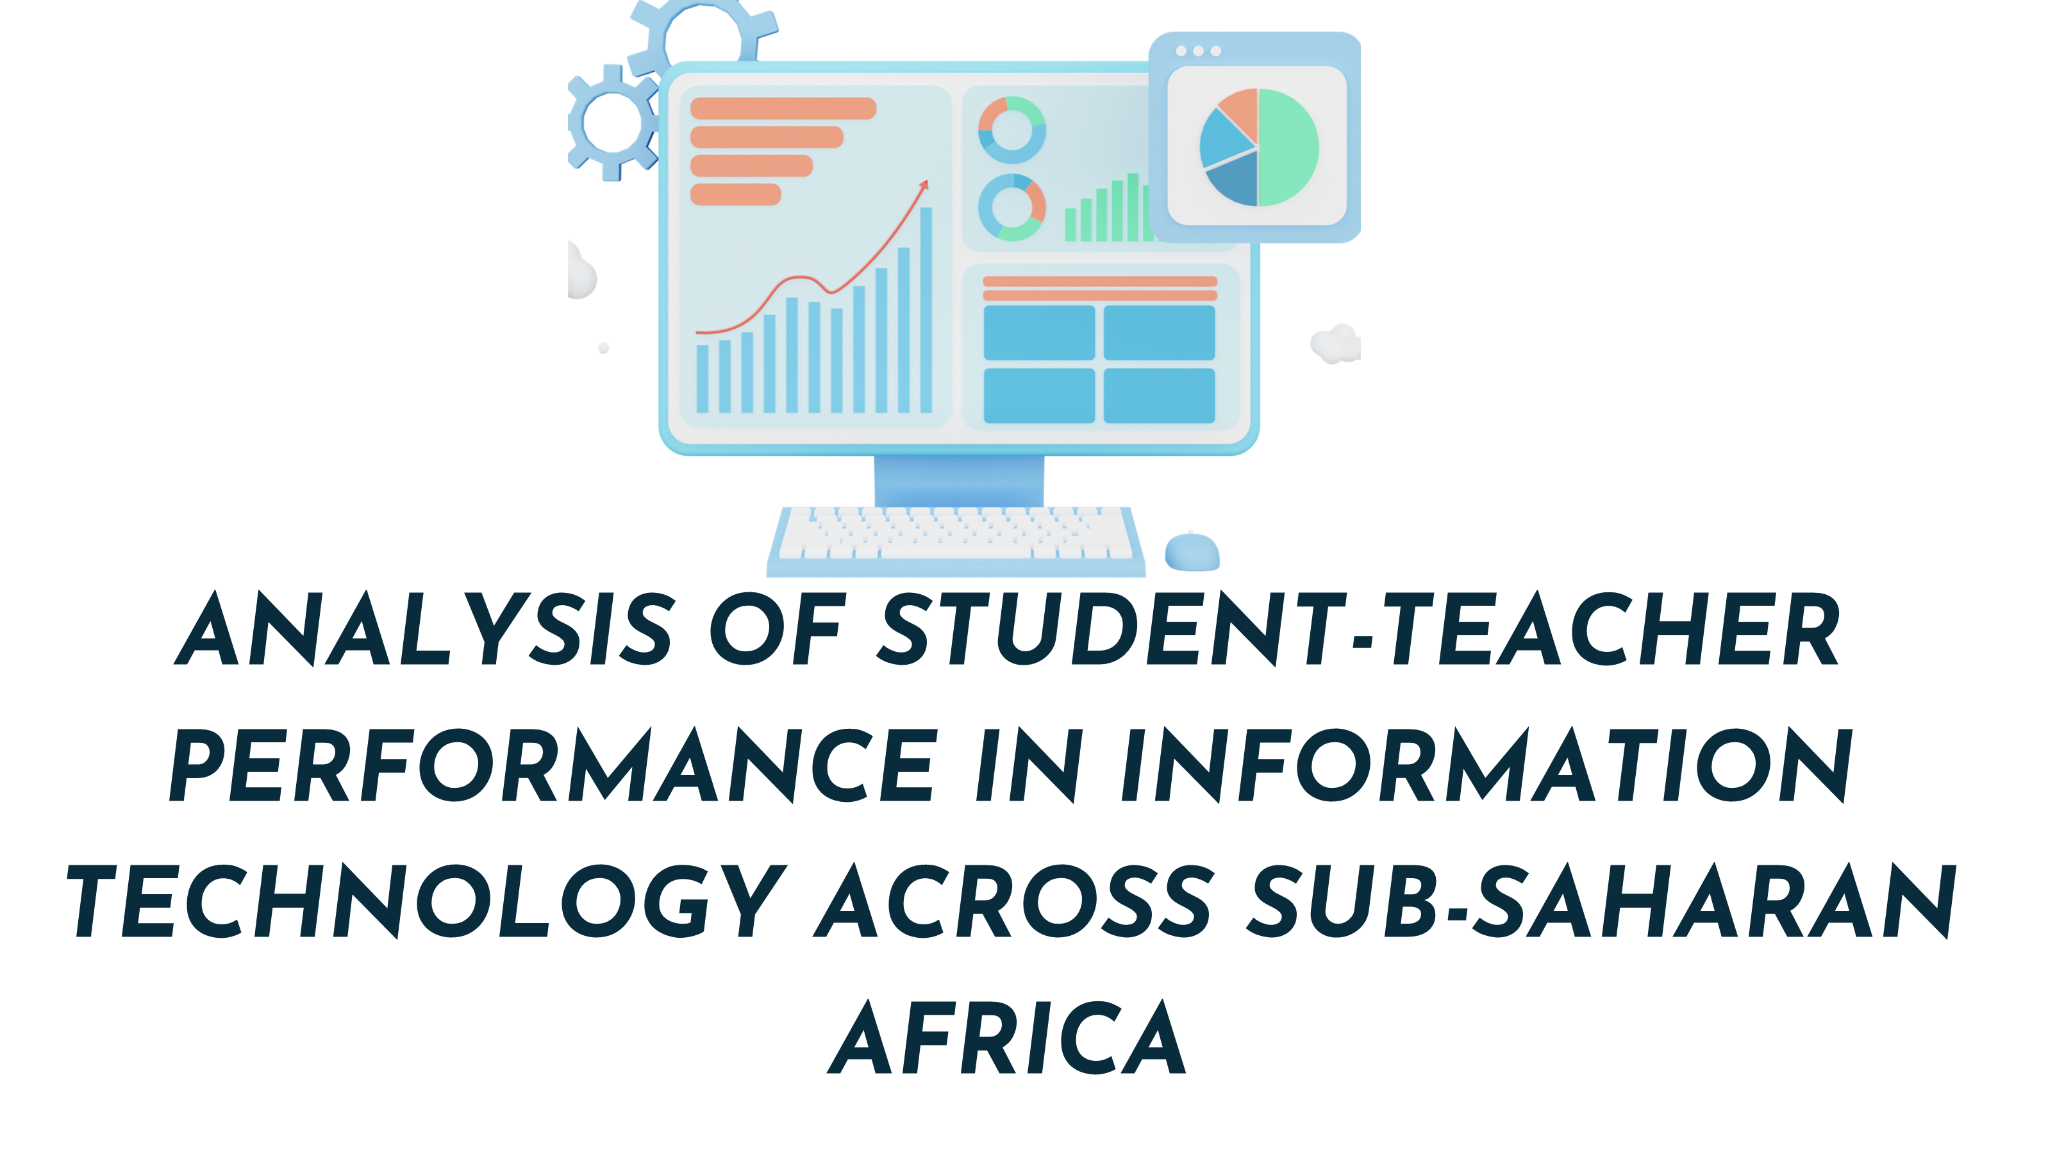 ANALYSIS OF STUDENT-TEACHER
PERFORMANCE IN INFORMATION
TECHNOLOGY ACROSS SUB-SAHARAN
AFRICA